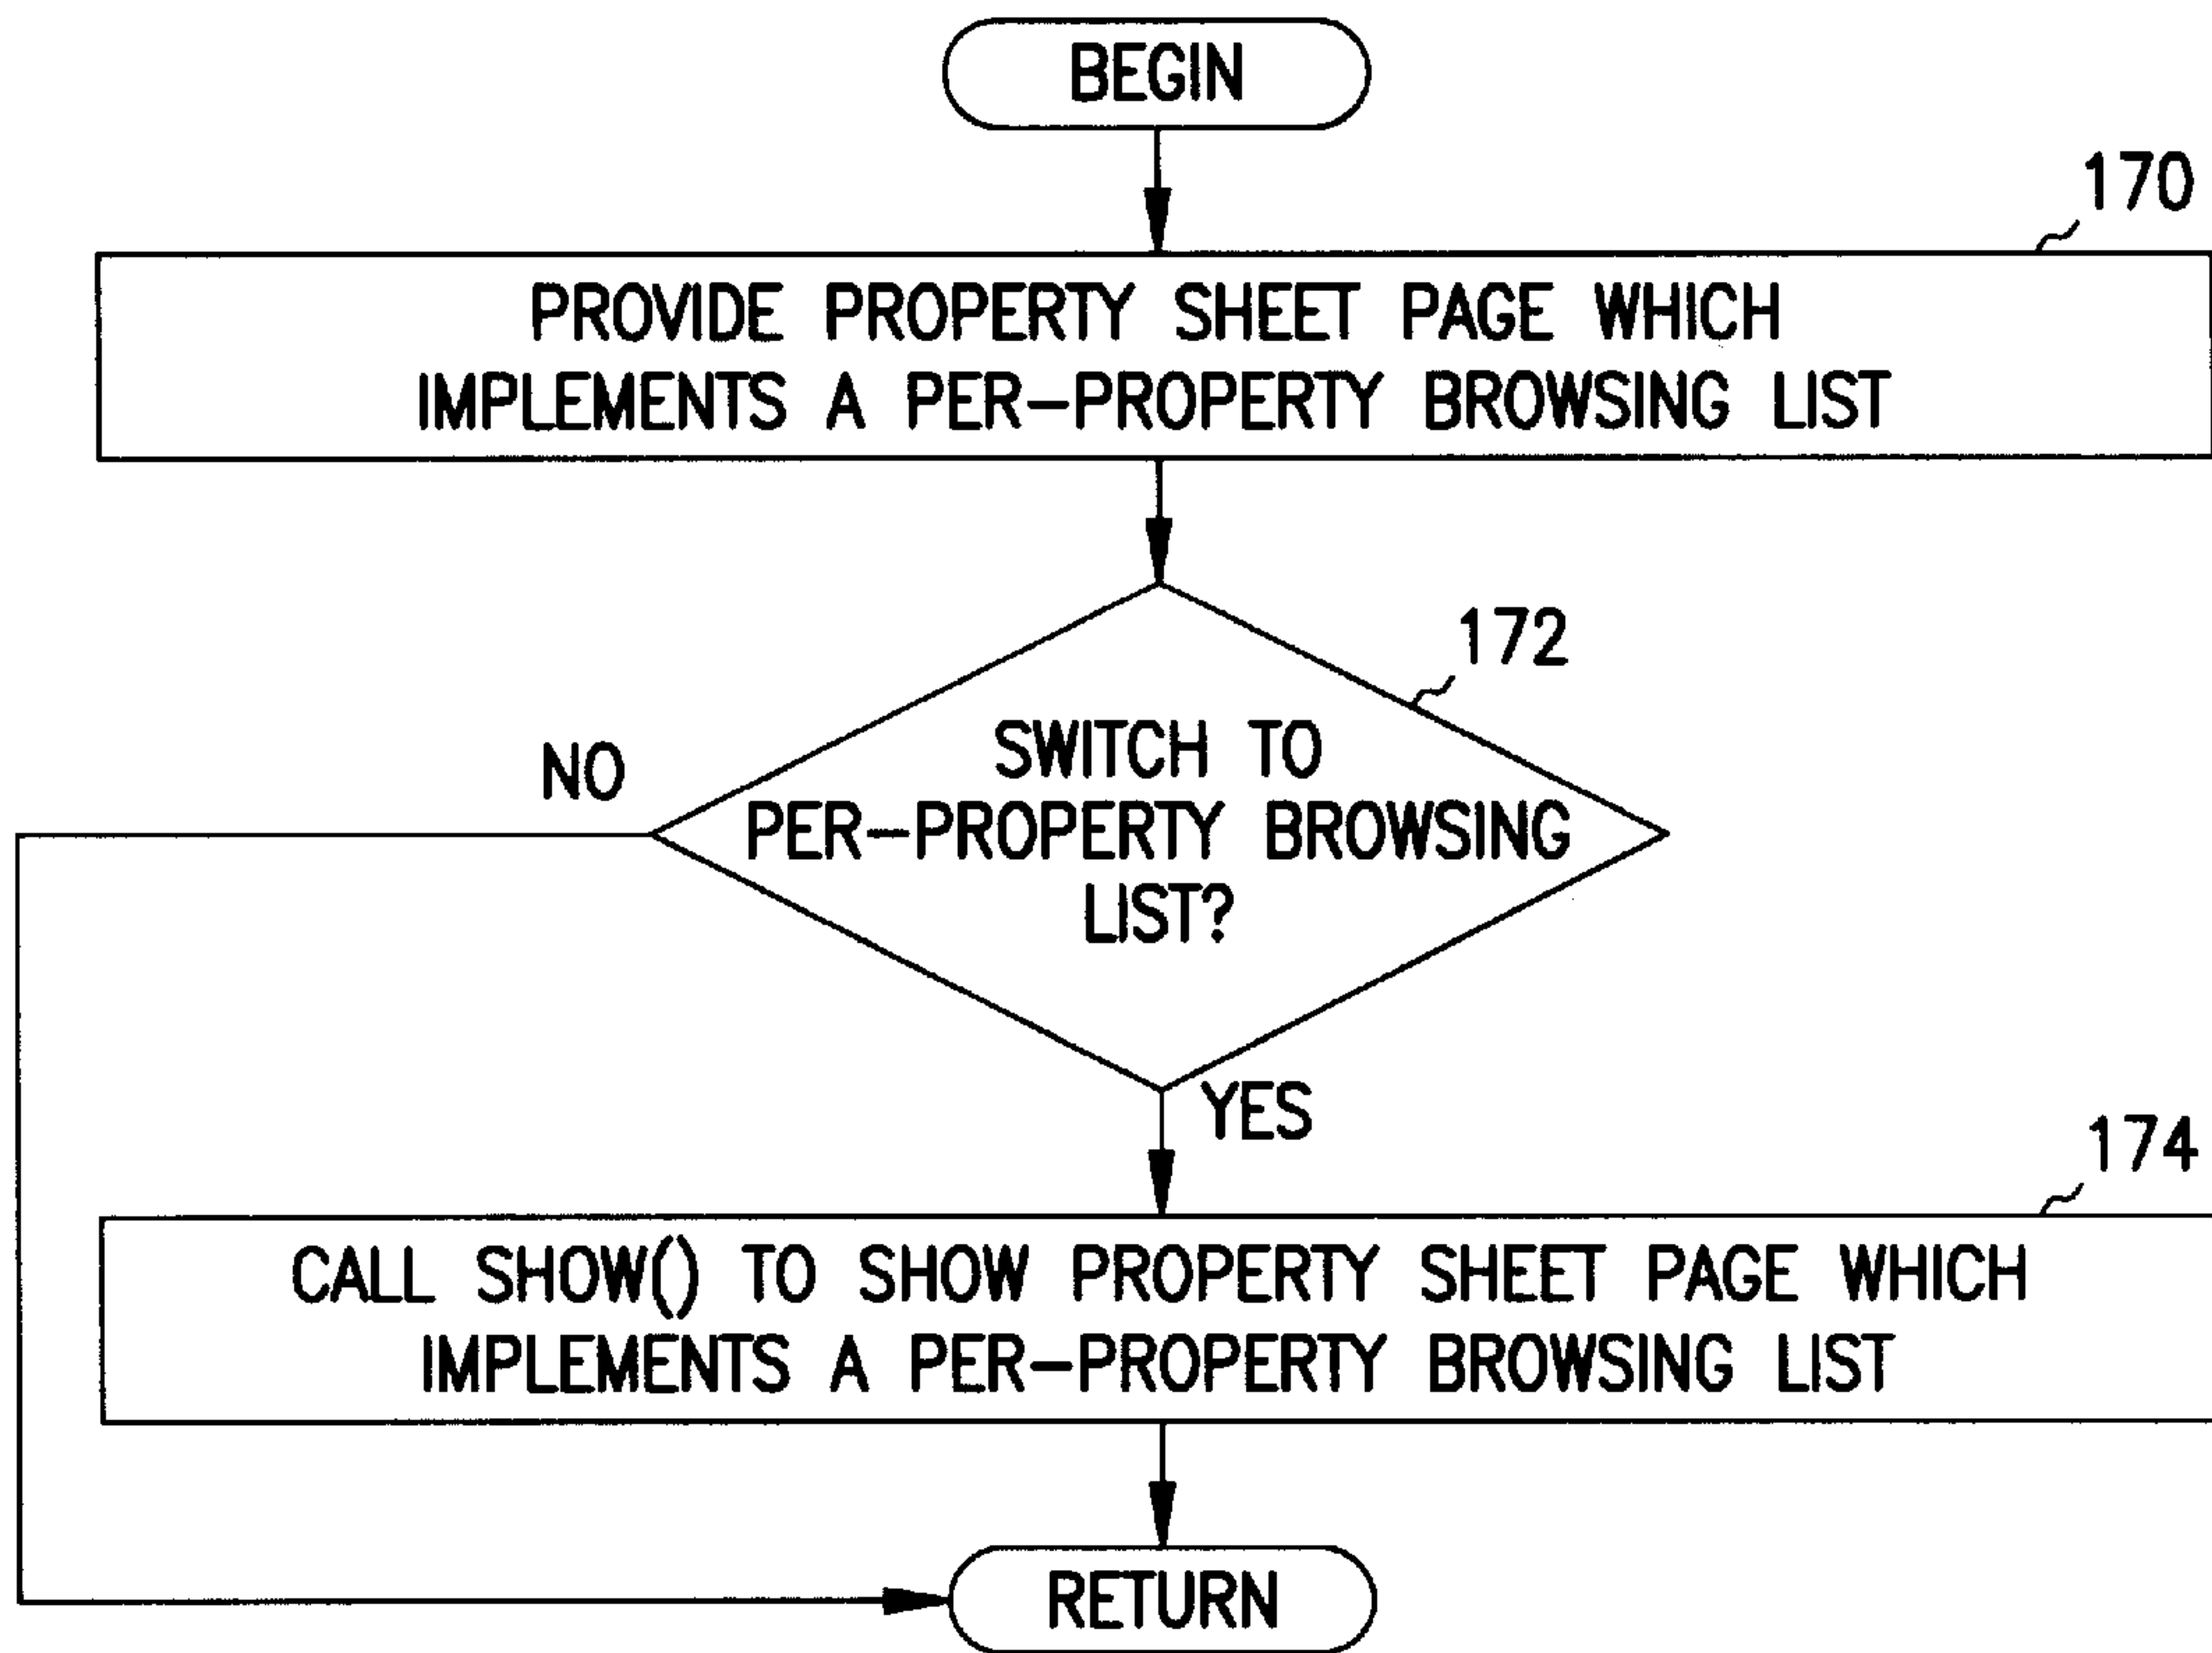 BEGIN
170
PROVIDE PROPERTY SHEET PAGE WHICH
IMPLEMENTS A PER-PROPERTY BROWSING LIST
172
SWITCH TO
PER-PROPERTY BROWSING
LIST?
NO
YES
174
CALL SHOW() TO SHOW PROPERTY SHEET PAGE WHICH
IMPLEMENTS A PER-PROPERTY BROWSING LIST
RETURN